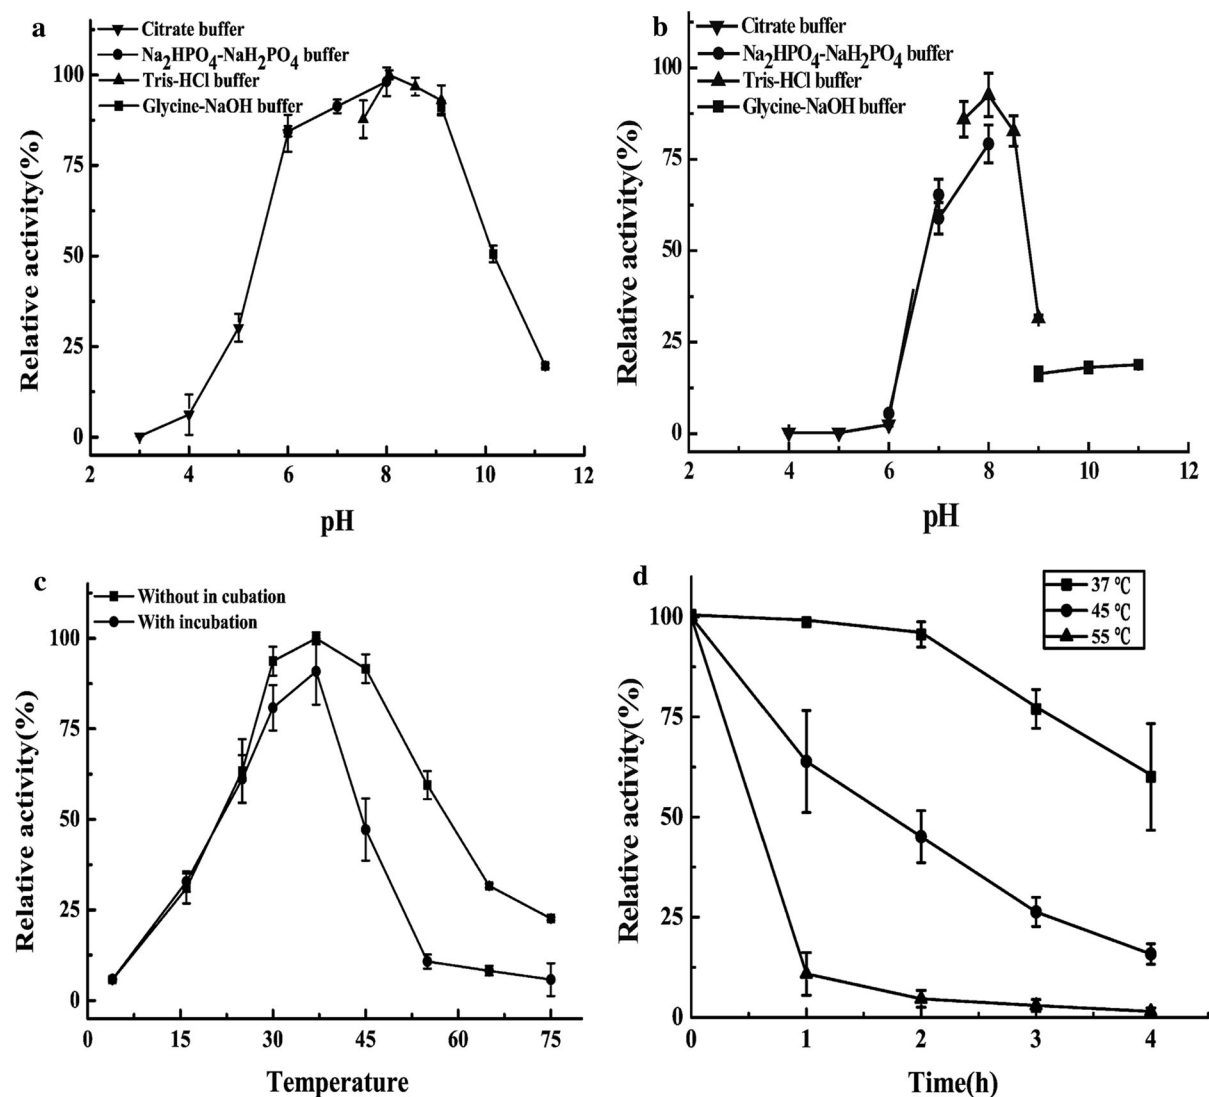 a
Citrate buffer
Na₂HPO₄-NaH₂PO₄ buffer
Tris-HCl buffer
Glycine-NaOH buffer
100
75
50
25
0
Relative activity(%)
2 4 6 8 10 12
pH
b
Citrate buffer
Na₂HPO₄-NaH₂PO₄ buffer
Tris-HCl buffer
Glycine-NaOH buffer
100
75
50
25
0
Relative activity(%)
2 4 6 8 10 12
pH
c
Without in cubation
With incubation
100
75
50
25
0
Relative activity(%)
0 15 30 45 60 75
Temperature
d
37 ℃
45 ℃
55 ℃
100
75
50
25
0
Relative activity(%)
0 1 2 3 4
Time(h)